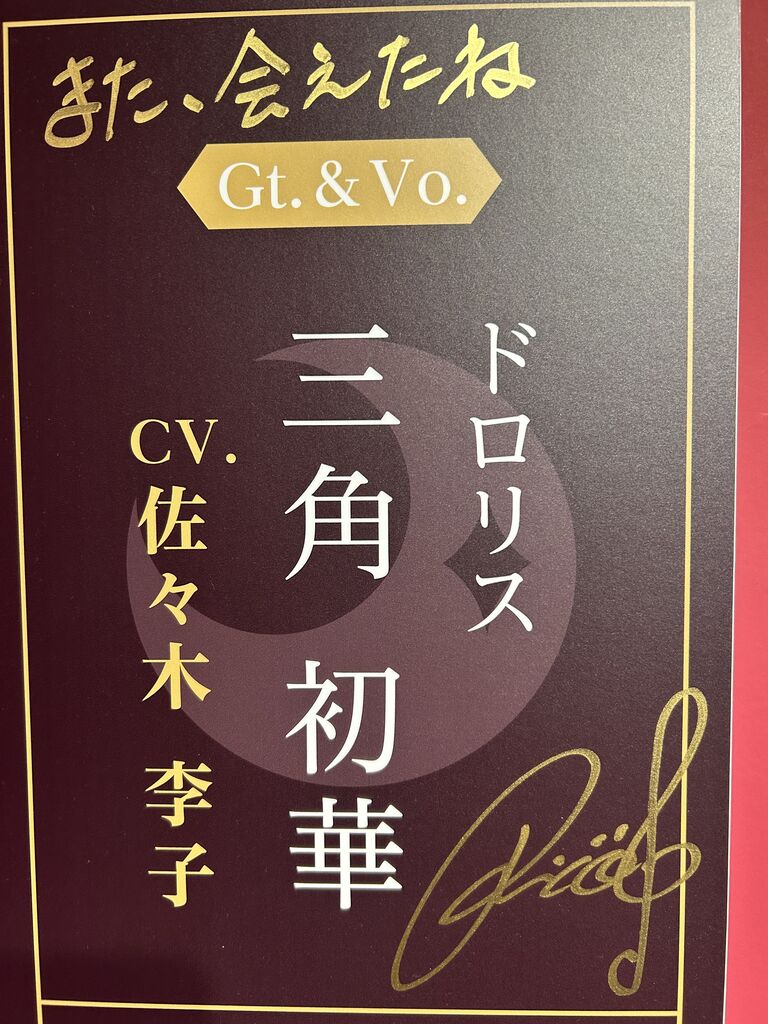 また、会えたね
Gt. & Vo.
ドロリス
三角 初華
CV. 佐々木 李子